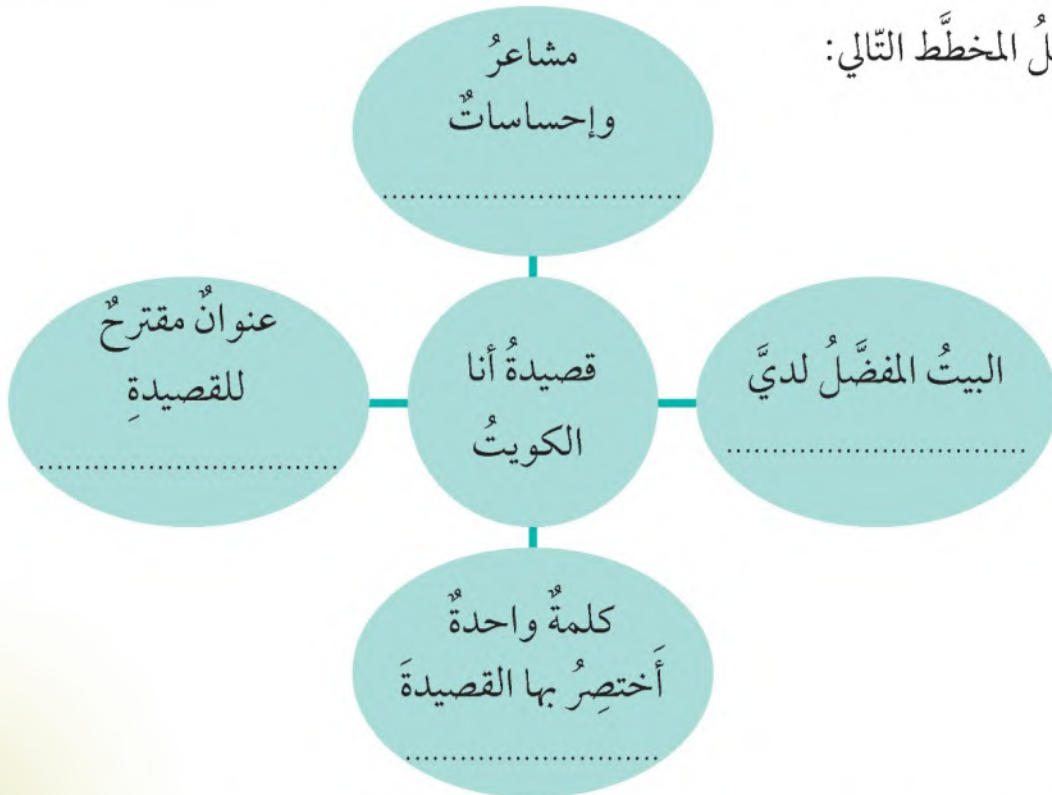 المخطَّط التّالي:
مشاعرُ
وإحساساتٌ
................................
البيتُ المفضَّلُ لديَّ
................................
قصيدةُ أنا
الكويتُ
عنوانٌ مقترحٌ
للقصيدةِ
................................
كلمةٌ واحدةٌ
أَختصِرُ بها القصيدةَ
................................